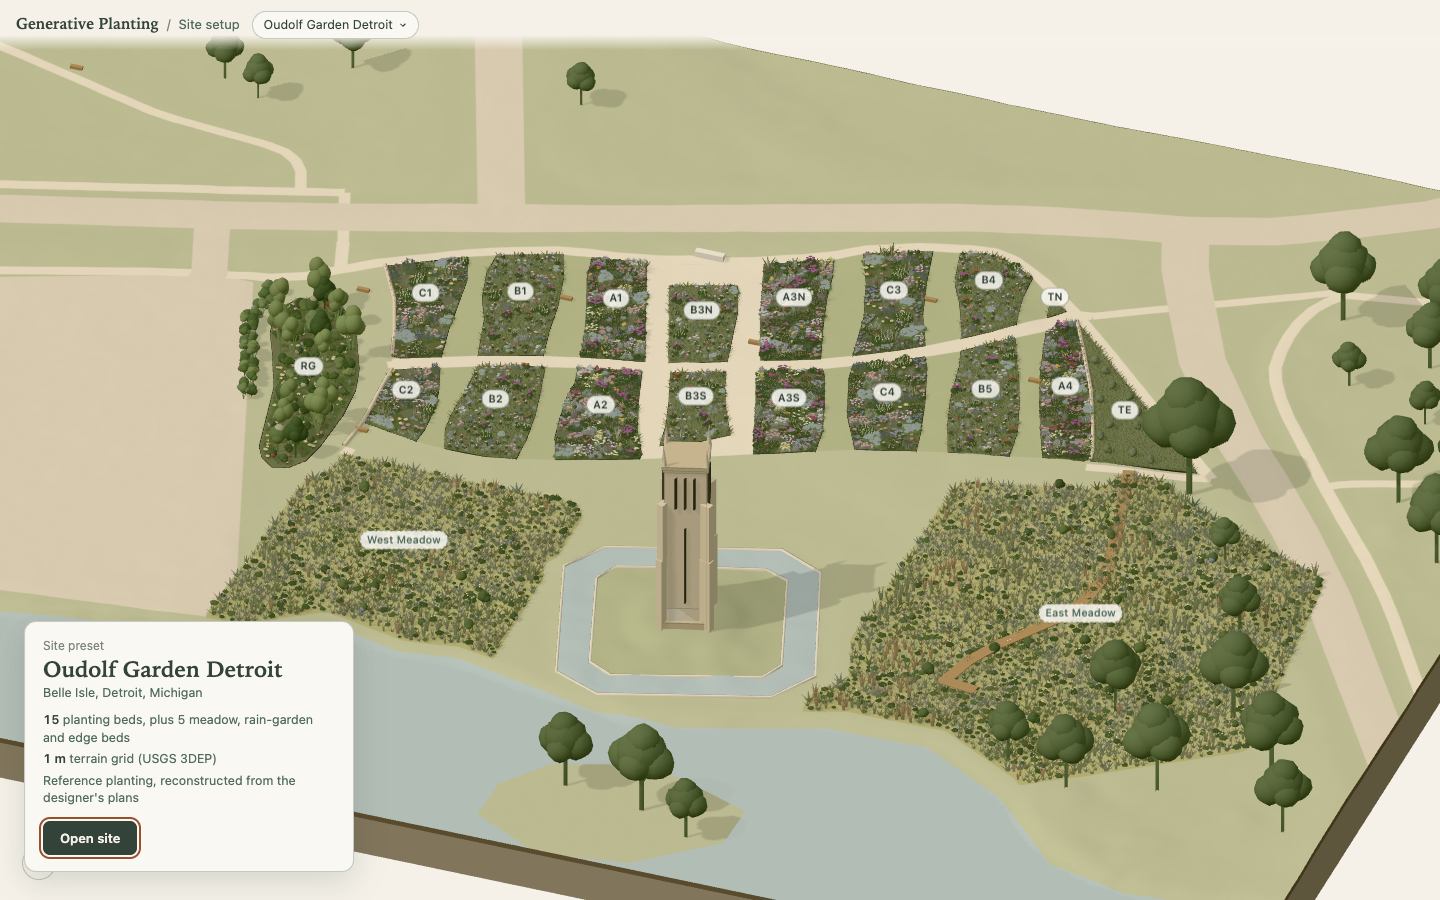 Generative Planting / Site setup Oudolf Garden Detroit
C1
B1
A1
B3N
A3N
C3
B4
TN
RG
C2
B2
A2
B3S
A3S
C4
B5
A4
TE
West Meadow
East Meadow
Site preset
Oudolf Garden Detroit
Belle Isle, Detroit, Michigan
15 planting beds, plus 5 meadow, rain-garden
and edge beds
1 m terrain grid (USGS 3DEP)
Reference planting, reconstructed from the
designer's plans
Open site